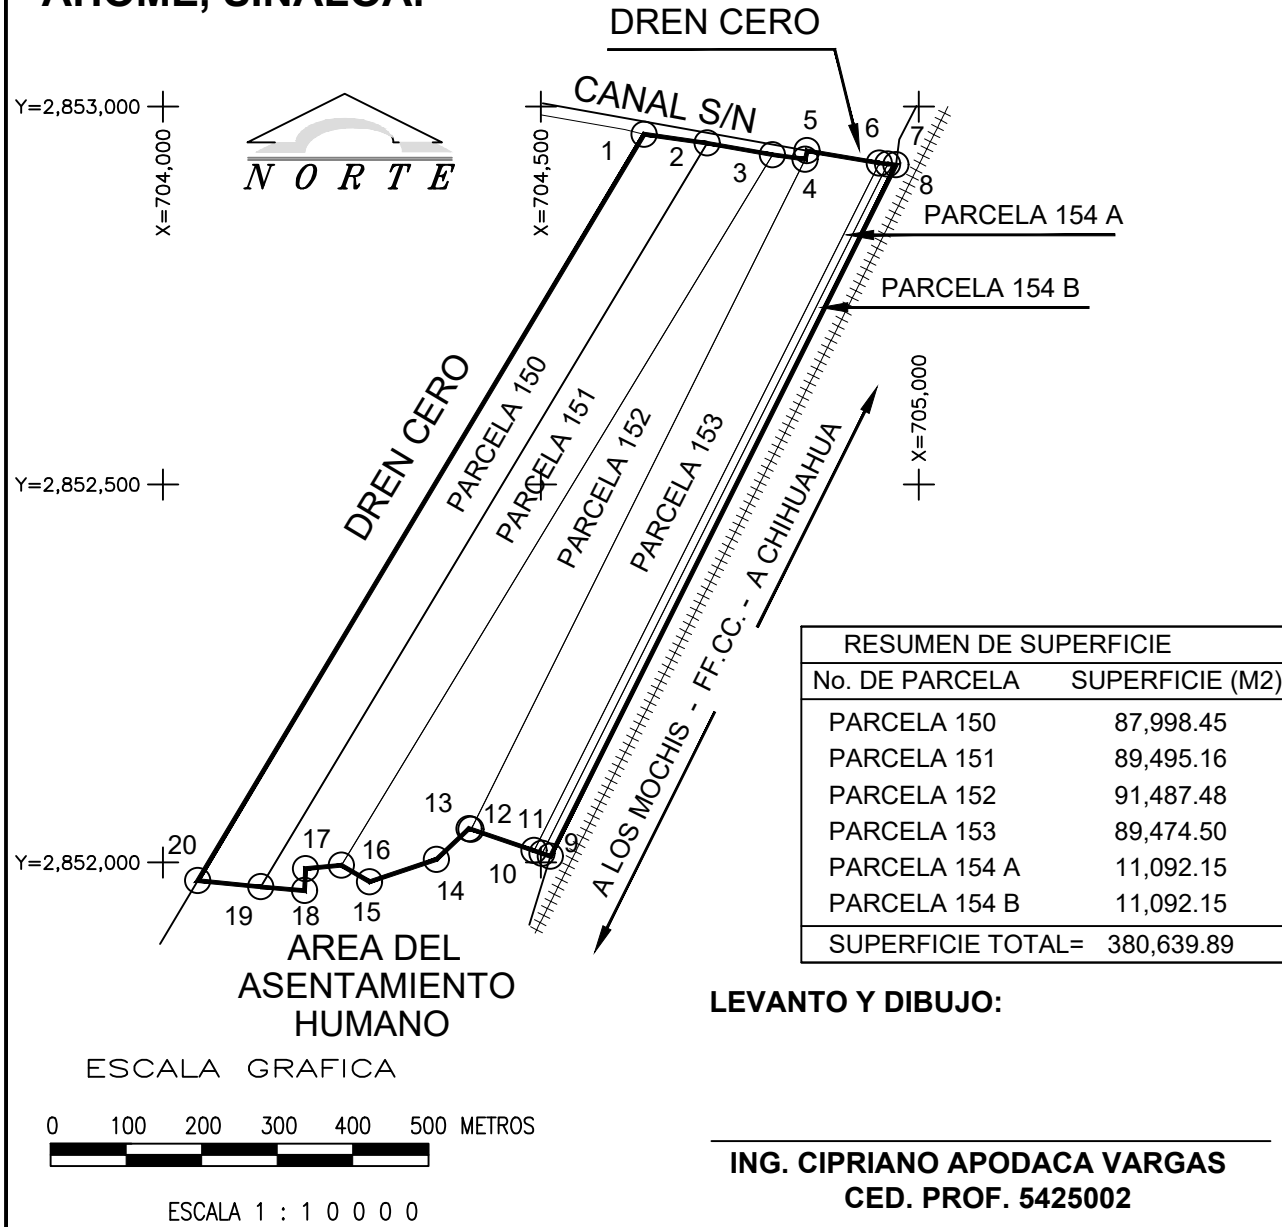 AHOME, SINALOA.
DREN CERO
Y=2,853,000
CANAL S/N
NORTE
X=704,000
X=704,500
1
2
3
4
5
6
7
8
PARCELA 154 A
PARCELA 154 B
DREN CERO
PARCELA 150
PARCELA 151
PARCELA 152
PARCELA 153
X=705,000
Y=2,852,500
A LOS MOCHIS - FF.CC. - A CHIHUAHUA
RESUMEN DE SUPERFICIE
No. DE PARCELA SUPERFICIE (M2)
PARCELA 150 87,998.45
PARCELA 151 89,495.16
PARCELA 152 91,487.48
PARCELA 153 89,474.50
PARCELA 154 A 11,092.15
PARCELA 154 B 11,092.15
SUPERFICIE TOTAL= 380,639.89
Y=2,852,000
20
19
18
17
16
15
14
13
12
11
10
9
AREA DEL
ASENTAMIENTO
HUMANO
LEVANTO Y DIBUJO:
ESCALA GRAFICA
0 100 200 300 400 500 METROS
ESCALA 1 : 1 0 0 0 0
ING. CIPRIANO APODACA VARGAS
CED. PROF. 5425002